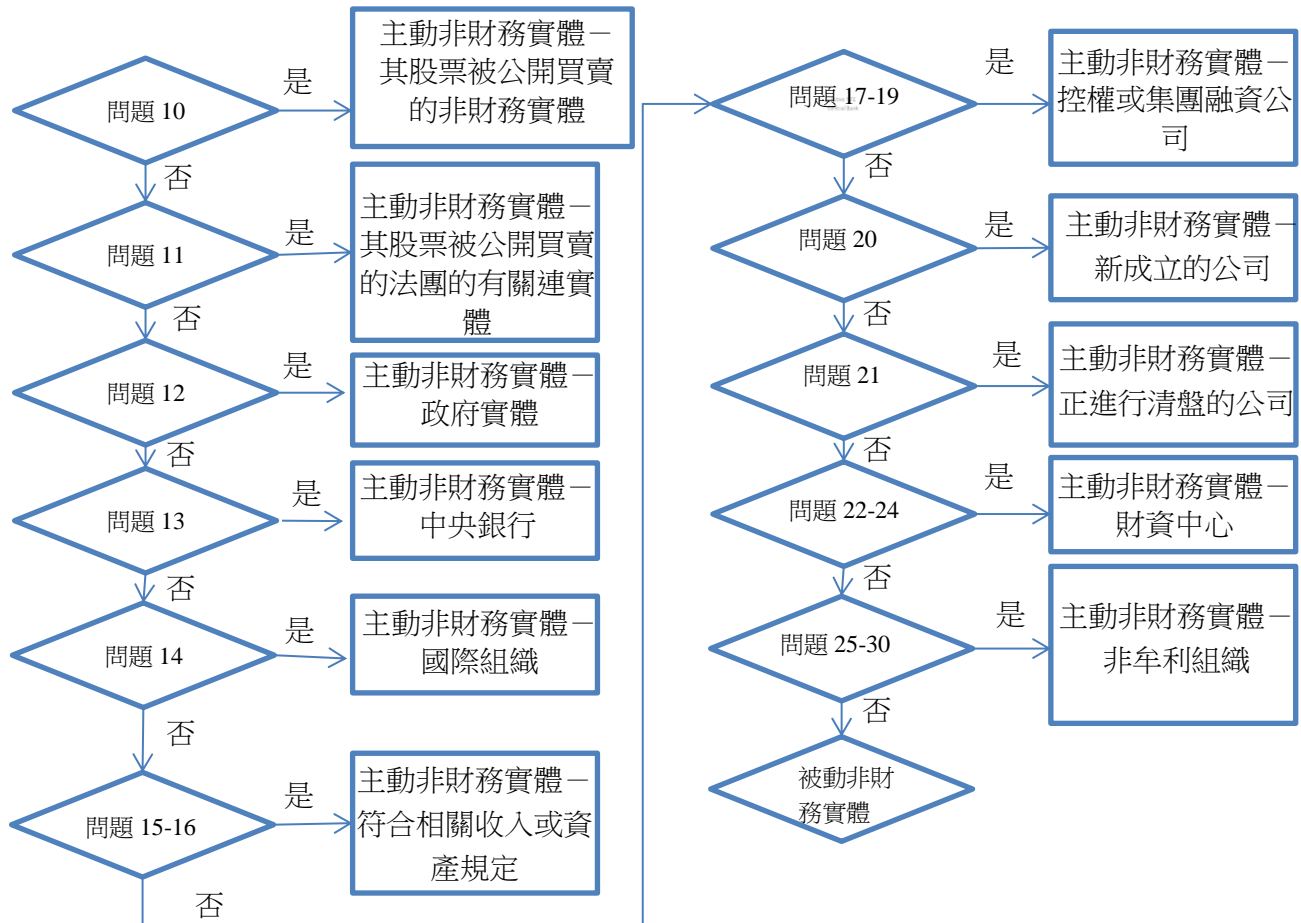 主動非財務實體－
其股票被公開買賣
的非財務實體
是
問題 10
否
主動非財務實體－
其股票被公開買賣
的法團的有關連實
體
是
問題 11
否
主動非財務實體－
政府實體
是
問題 12
否
主動非財務實體－
中央銀行
是
問題 13
否
主動非財務實體－
國際組織
是
問題 14
否
主動非財務實體－
符合相關收入或資
產規定
是
問題 15-16
否
主動非財務實體－
控權或集團融資公
司
是
問題 17-19
否
主動非財務實體－
新成立的公司
是
問題 20
否
主動非財務實體－
正進行清盤的公司
是
問題 21
否
主動非財務實體－
財資中心
是
問題 22-24
否
主動非財務實體－
非牟利組織
是
問題 25-30
否
被動非財
務實體